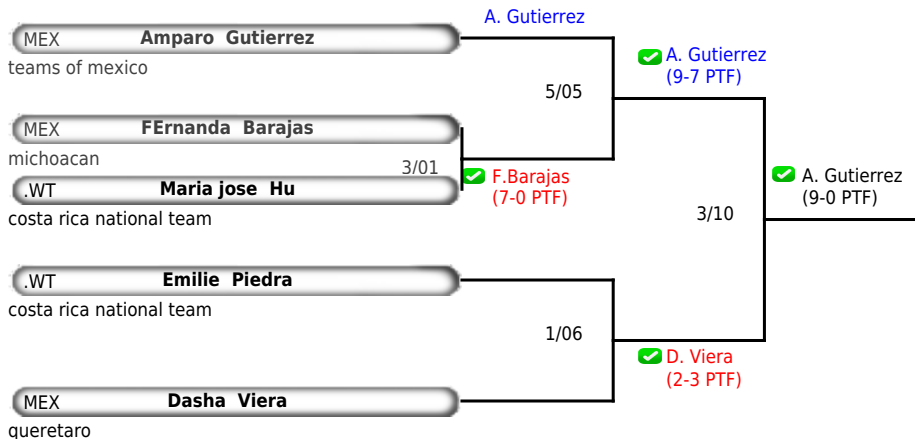 A. Gutierrez
MEX Amparo Gutierrez
teams of mexico
A. Gutierrez
(9-7 PTF)
5/05
MEX FErnanda Barajas
michoacan
3/01
F.Barajas
(7-0 PTF)
.WT Maria jose Hu
costa rica national team
A. Gutierrez
(9-0 PTF)
3/10
.WT Emilie Piedra
costa rica national team
1/06
D. Viera
(2-3 PTF)
MEX Dasha Viera
queretaro